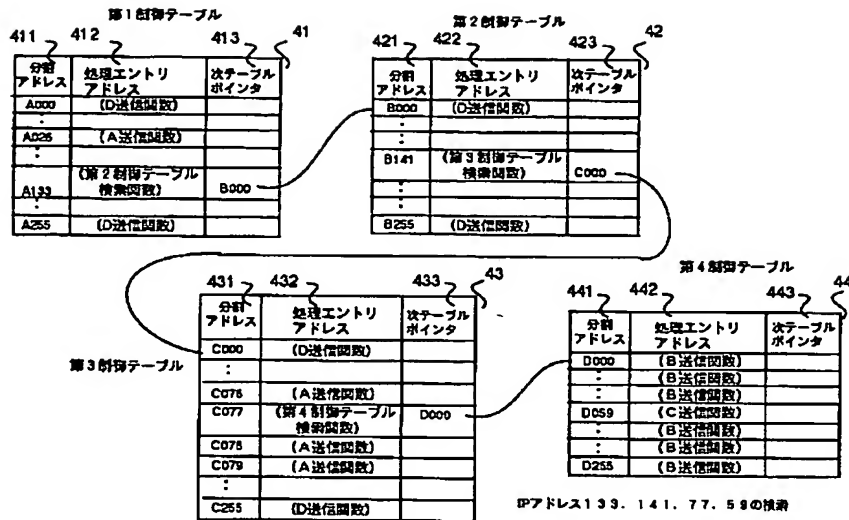 第1制御テーブル
411 412 413 41
分割アドレス 処理エントリアドレス 次テーブルポインタ
A000 (D送信関数)
:
A026 (A送信関数)
:
A133 (第2制御テーブル検索関数) B000
:
A255 (D送信関数)
第2制御テーブル
421 422 423 42
分割アドレス 処理エントリアドレス 次テーブルポインタ
B000 (D送信関数)
:
:
B141 (第3制御テーブル検索関数) C000
:
:
B255 (D送信関数)
第3制御テーブル
431 432 433 43
分割アドレス 処理エントリアドレス 次テーブルポインタ
C000 (D送信関数)
:
C076 (A送信関数)
C077 (第4制御テーブル検索関数) D000
C078 (A送信関数)
C079 (A送信関数)
:
C255 (D送信関数)
第4制御テーブル
441 442 443 44
分割アドレス 処理エントリアドレス 次テーブルポインタ
D000 (B送信関数)
: (B送信関数)
: (B送信関数)
D059 (C送信関数)
: (B送信関数)
: (B送信関数)
D255 (B送信関数)
IPアドレス133.141.77.59の検索